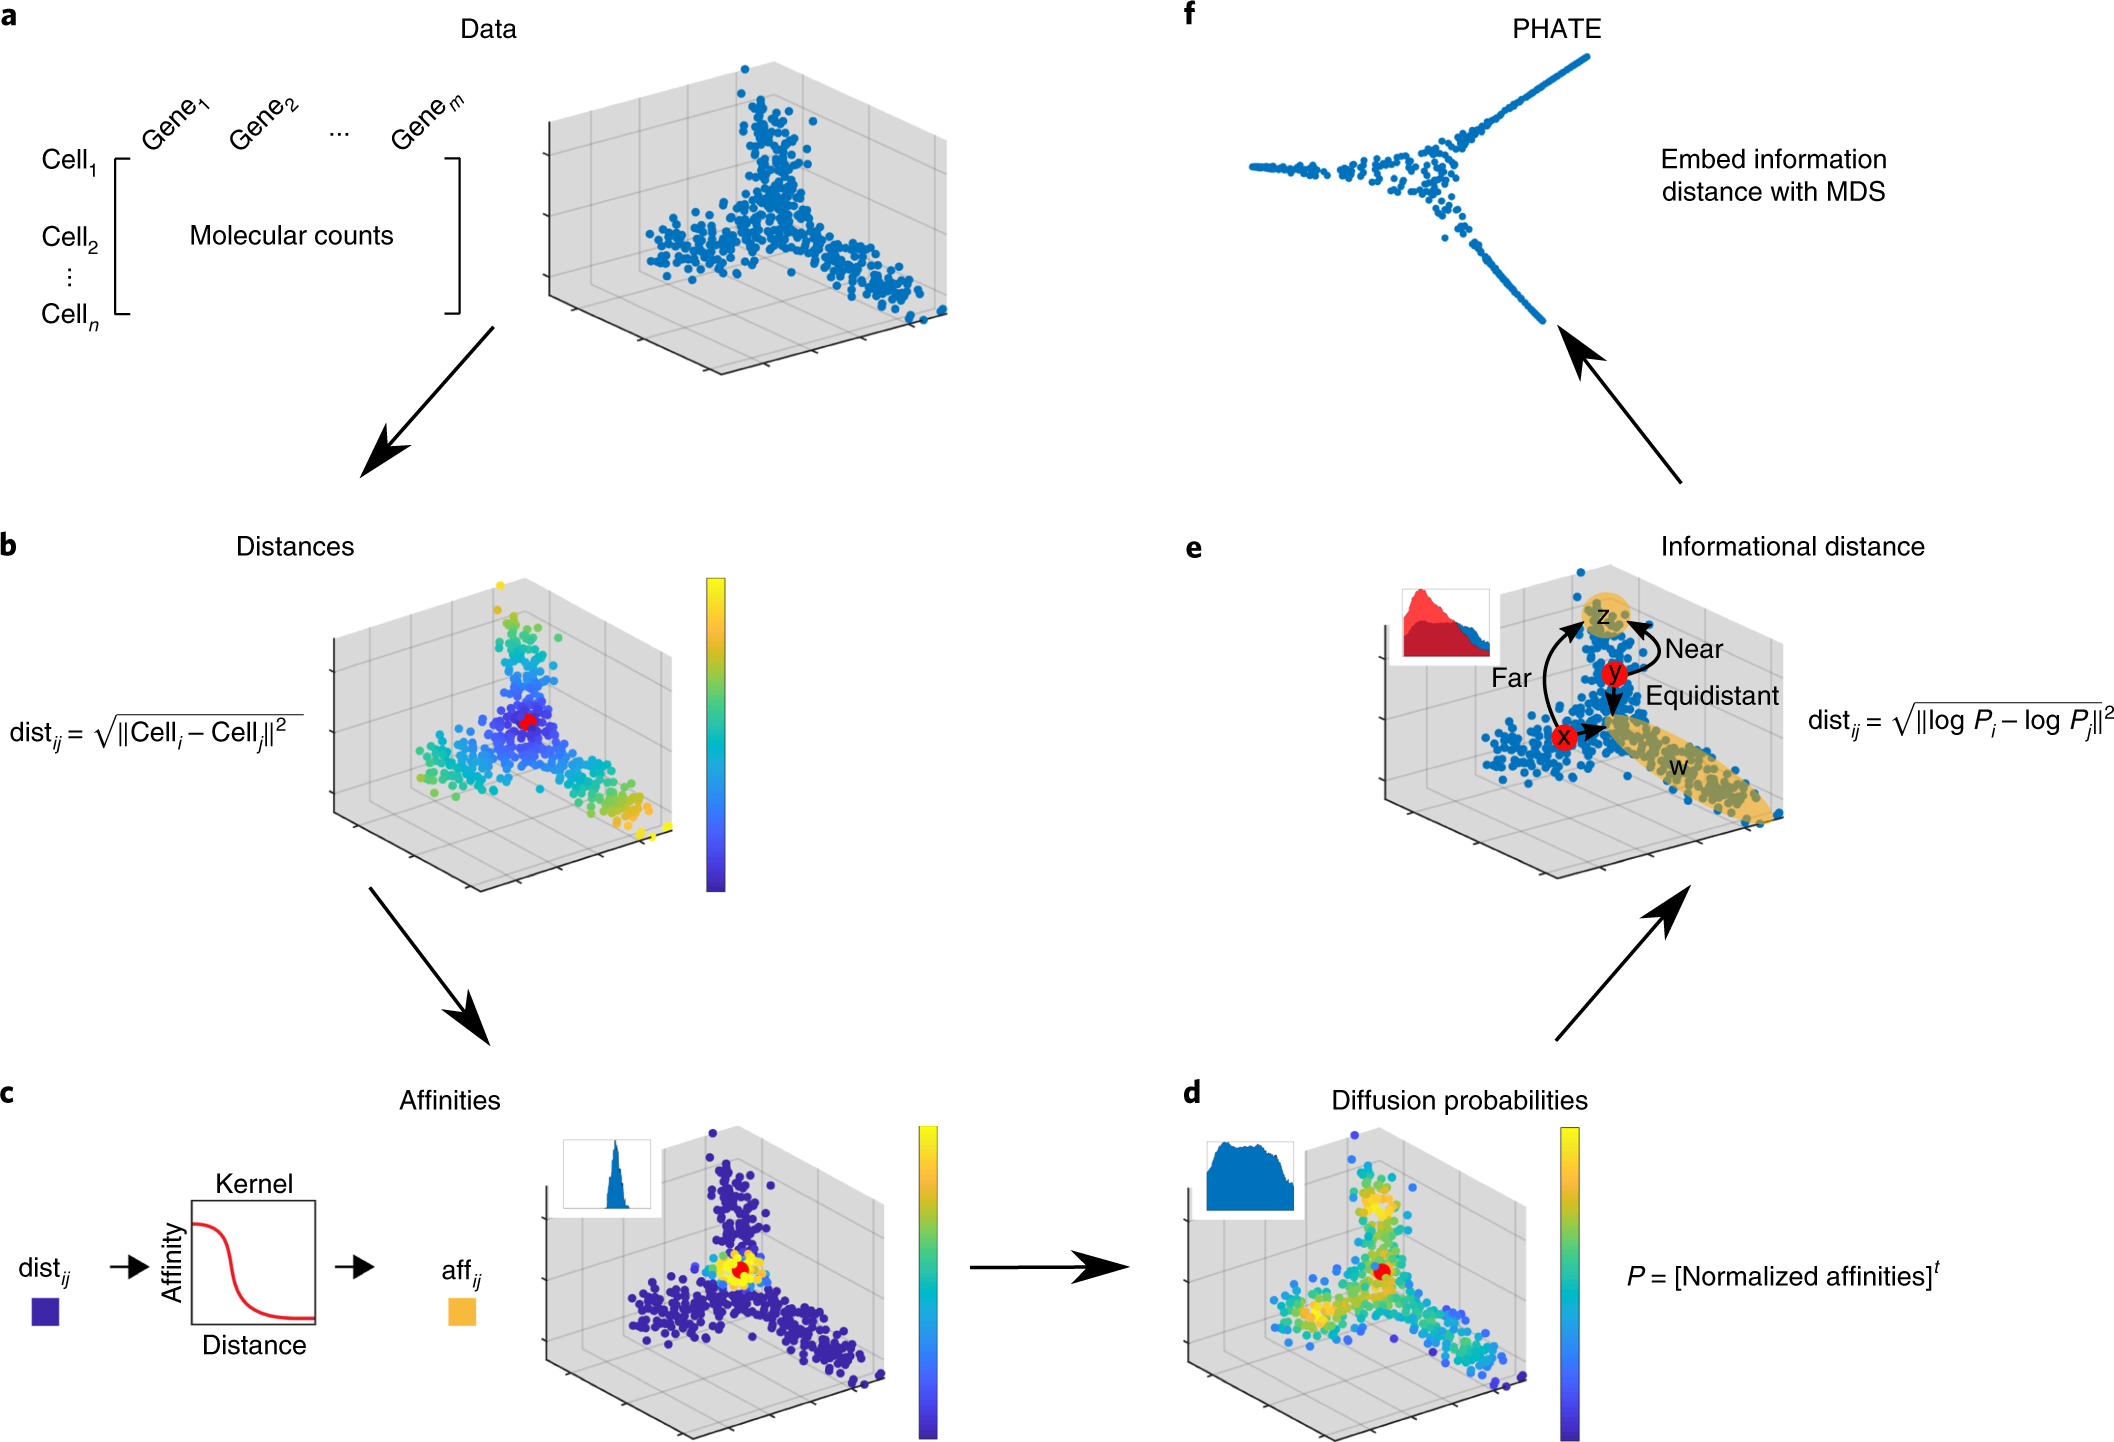 a
Data
Gene1 Gene2 ... Genem
Cell1
Cell2
⋮
Celln
Molecular counts
b
Distances
distij = √‖Celli – Cellj‖2
c
Affinities
distij
Kernel
Affinity
Distance
affij
d
Diffusion probabilities
P = [Normalized affinities]t
e
Informational distance
z
Near
Far
y
Equidistant
x
w
distij = √‖log Pi – log Pj‖2
f
PHATE
Embed information
distance with MDS